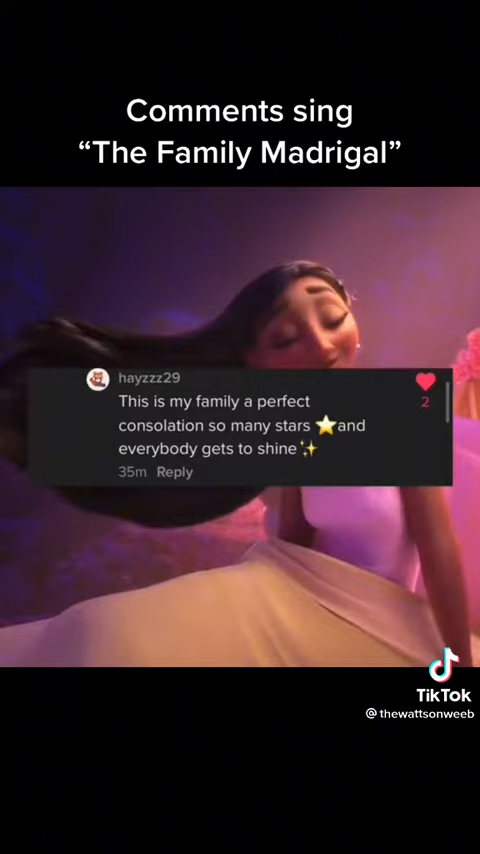 Comments sing
“The Family Madrigal”
hayzzz29
This is my family a perfect
consolation so many stars ⭐and
everybody gets to shine✨
2
35m Reply
TikTok
@thewattsonweeb